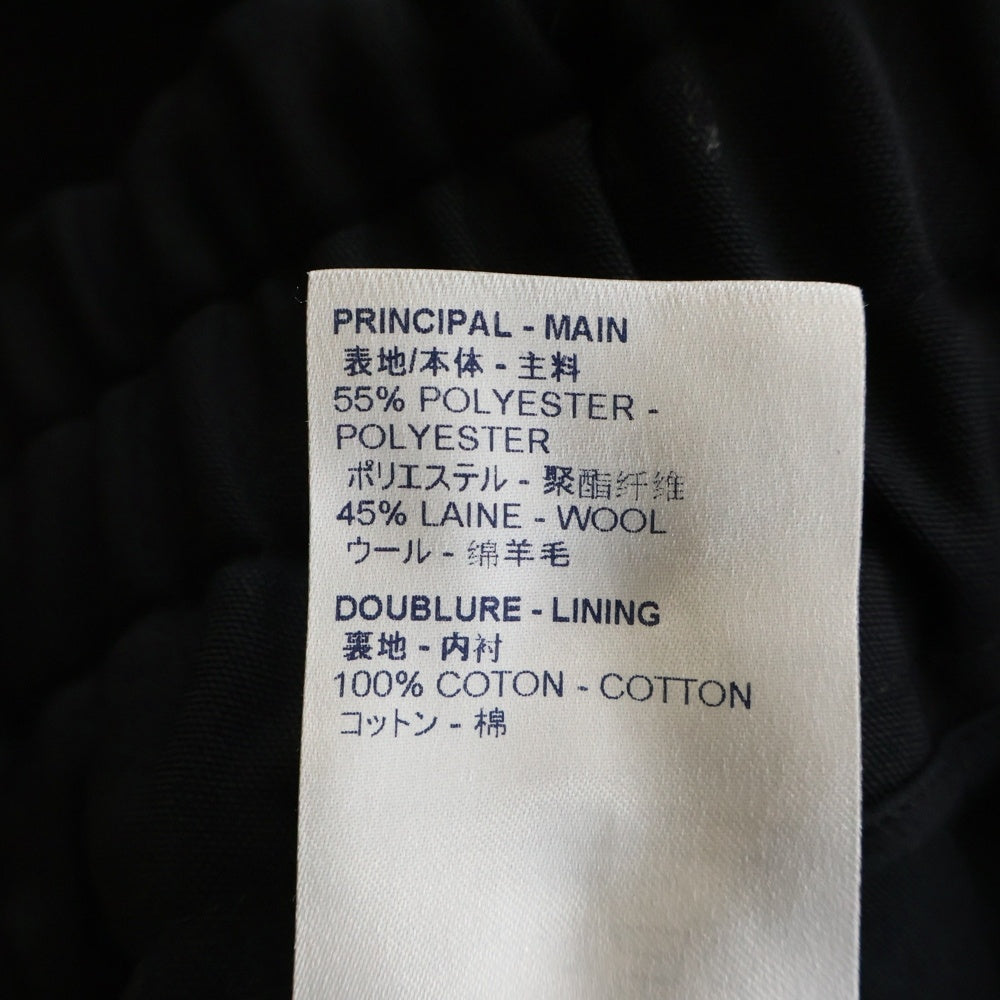 PRINCIPAL - MAIN
表地/本体 - 主料
55% POLYESTER -
POLYESTER
ポリエステル - 聚酯纤维
45% LAINE - WOOL
ウール - 绵羊毛
DOUBLURE - LINING
裏地 - 内衬
100% COTON - COTTON
コットン - 棉